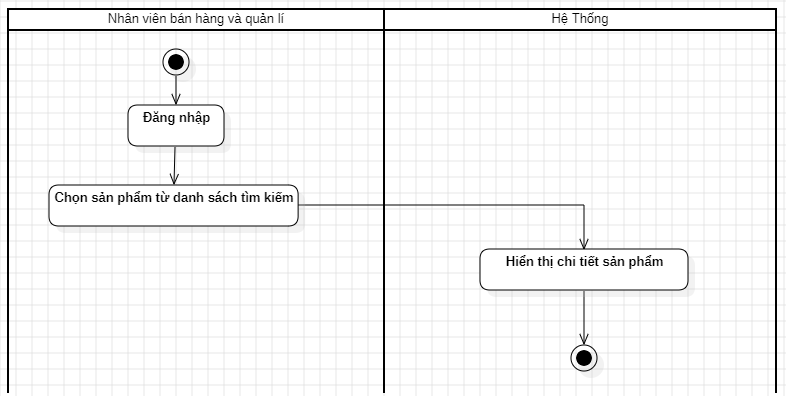 Nhân viên bán hàng và quản lí
Hệ Thống
Đăng nhập
Chọn sản phẩm từ danh sách tìm kiếm
Hiển thị chi tiết sản phẩm